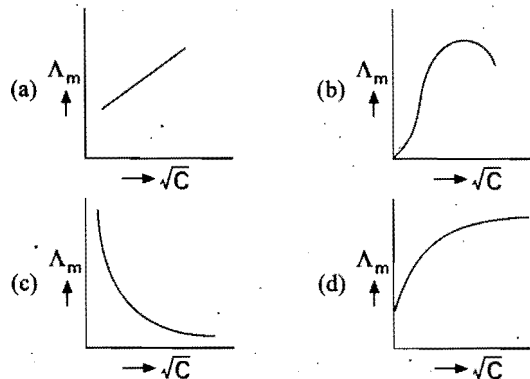 (a) Λm ↑
→ √C
(b) Λm ↑
→ √C
(c) Λm ↑
→ √C
(d) Λm ↑
→ √C